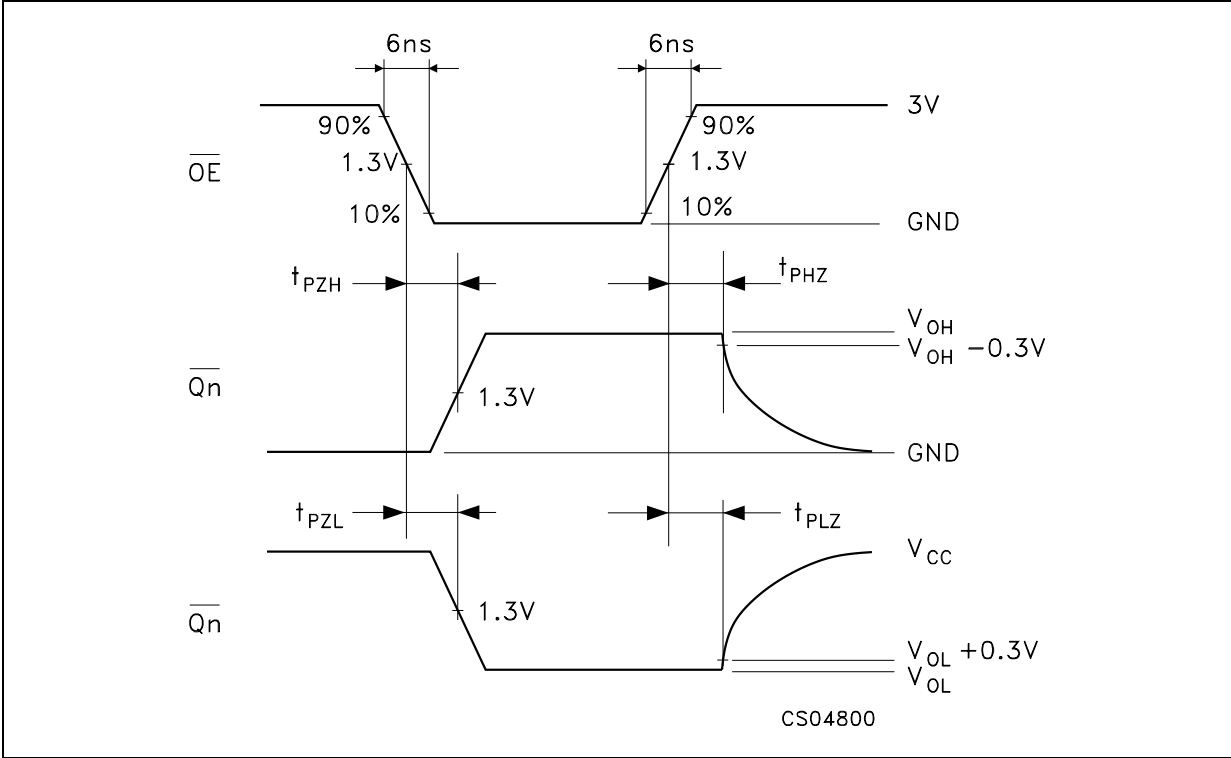 6ns 6ns
3V
90% 90%
OE 1.3V 1.3V
10% 10%
GND
tPZH tPHZ
VOH
VOH -0.3V
Qn 1.3V
GND
tPZL tPLZ
VCC
Qn 1.3V
VOL +0.3V
VOL
CS04800